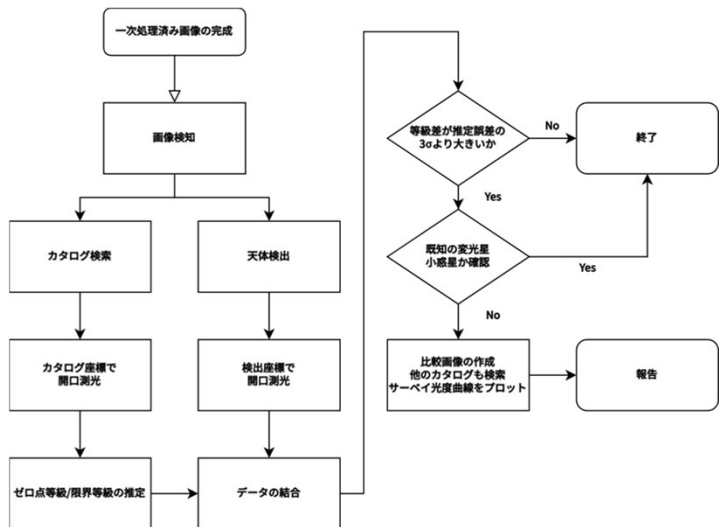 一次処理済み画像の完成
画像検知
カタログ検索
天体検出
カタログ座標で
開口測光
検出座標で
開口測光
ゼロ点等級/限界等級の推定
データの結合
等級差が推定誤差の
3σより大きいか
No
終了
Yes
既知の変光星
小惑星か確認
Yes
No
比較画像の作成
他のカタログも検索
サーベイ光度曲線をプロット
報告